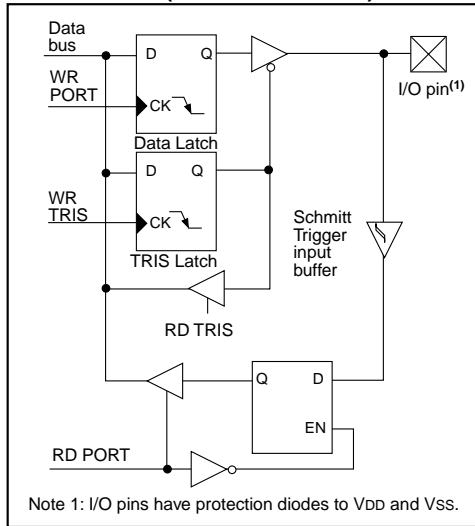 Data
bus
D Q
WR
PORT
CK
I/O pin(1)
Data Latch
D Q
WR
TRIS
CK
TRIS Latch
Schmitt
Trigger
input
buffer
RD TRIS
Q D
EN
RD PORT
Note 1: I/O pins have protection diodes to VDD and VSS.